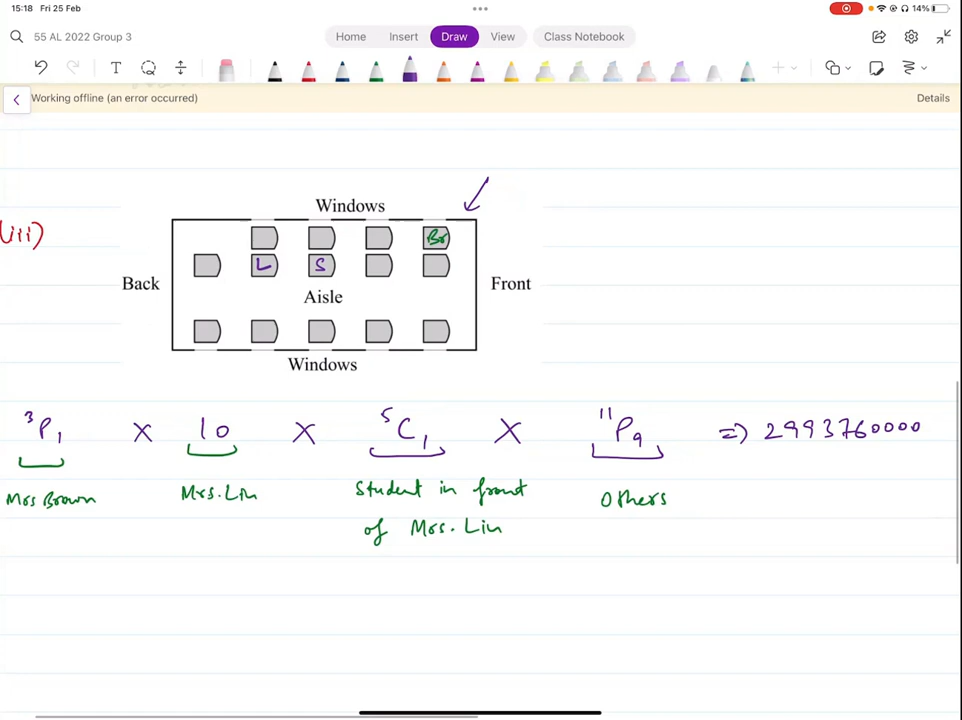 15:18 Fri 25 Feb
14%
55 AL 2022 Group 3
Home Insert Draw View Class Notebook
Working offline (an error occurred) Details
(iii)
Windows
Br
Back L S Front
Aisle
Windows
³P₁ X 10 X ⁵C₁ X ¹¹P₉ => 2993760000
Mrs Brown Mrs. Lin Student in front Others
of Mrs. Lin